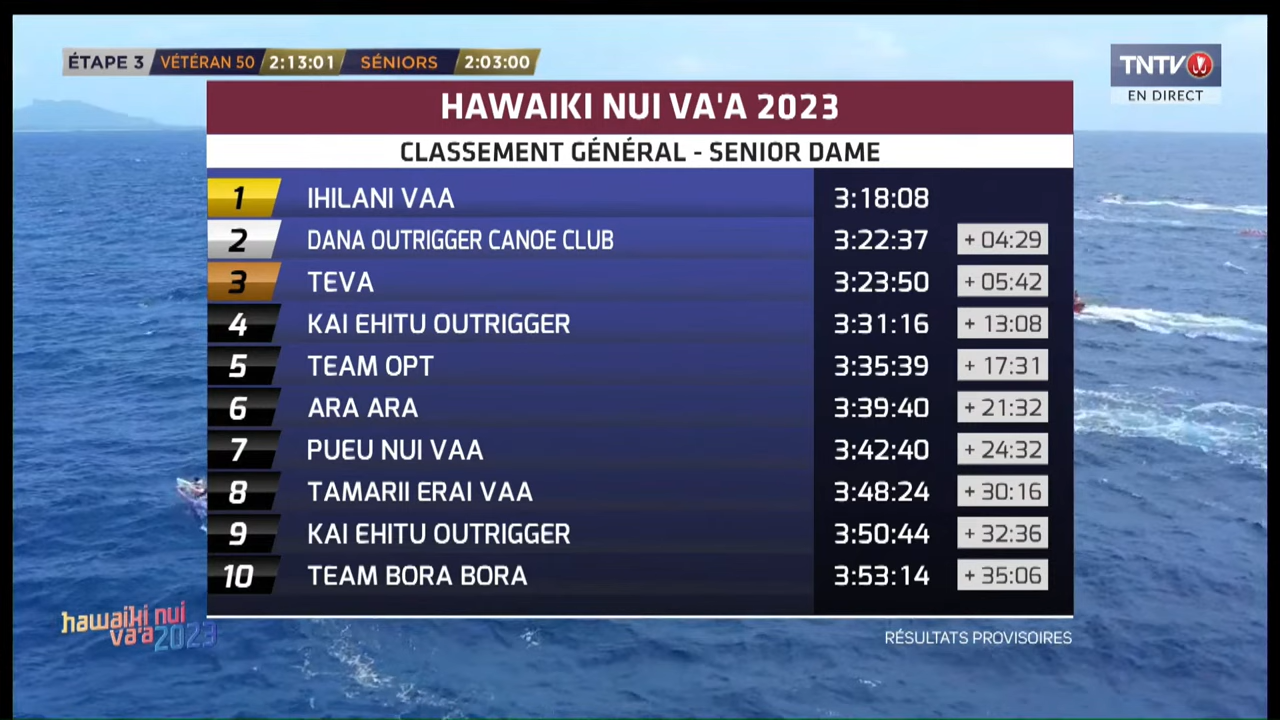 ÉTAPE 3 VÉTÉRAN 50 2:13:01 SÉNIORS 2:03:00
TNTV
EN DIRECT
HAWAIKI NUI VA'A 2023
CLASSEMENT GÉNÉRAL - SENIOR DAME
1 IHILANI VAA 3:18:08
2 DANA OUTRIGGER CANOE CLUB 3:22:37 + 04:29
3 TEVA 3:23:50 + 05:42
4 KAI EHITU OUTRIGGER 3:31:16 + 13:08
5 TEAM OPT 3:35:39 + 17:31
6 ARA ARA 3:39:40 + 21:32
7 PUEU NUI VAA 3:42:40 + 24:32
8 TAMARII ERAI VAA 3:48:24 + 30:16
9 KAI EHITU OUTRIGGER 3:50:44 + 32:36
10 TEAM BORA BORA 3:53:14 + 35:06
hawaiki nui
va'a 2023
RÉSULTATS PROVISOIRES